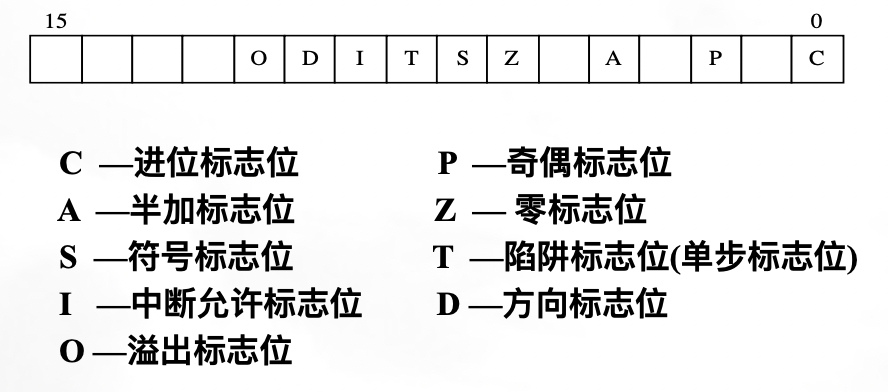 15 0
O D I T S Z A P C
C —进位标志位 P —奇偶标志位
A —半加标志位 Z — 零标志位
S —符号标志位 T —陷阱标志位(单步标志位)
I —中断允许标志位 D —方向标志位
O —溢出标志位